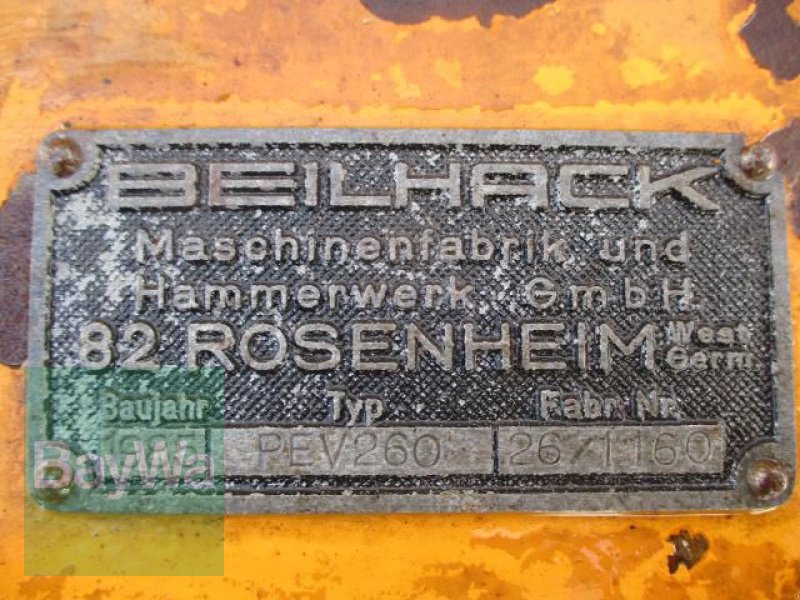 BEILHACK
Maschinenfabrik und
Hammerwerk GmbH.
82 ROSENHEIM West Germ.
Baujahr Typ Fabr. Nr.
PEV260 26/1160
BayWa